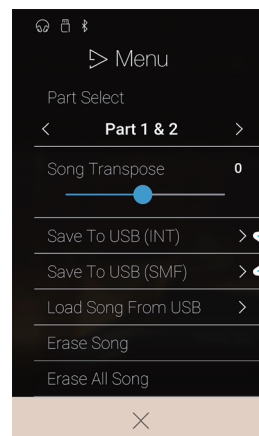 Menu
Part Select
< Part 1 & 2 >
Song Transpose 0
Save To USB (INT) >
Save To USB (SMF) >
Load Song From USB >
Erase Song
Erase All Song